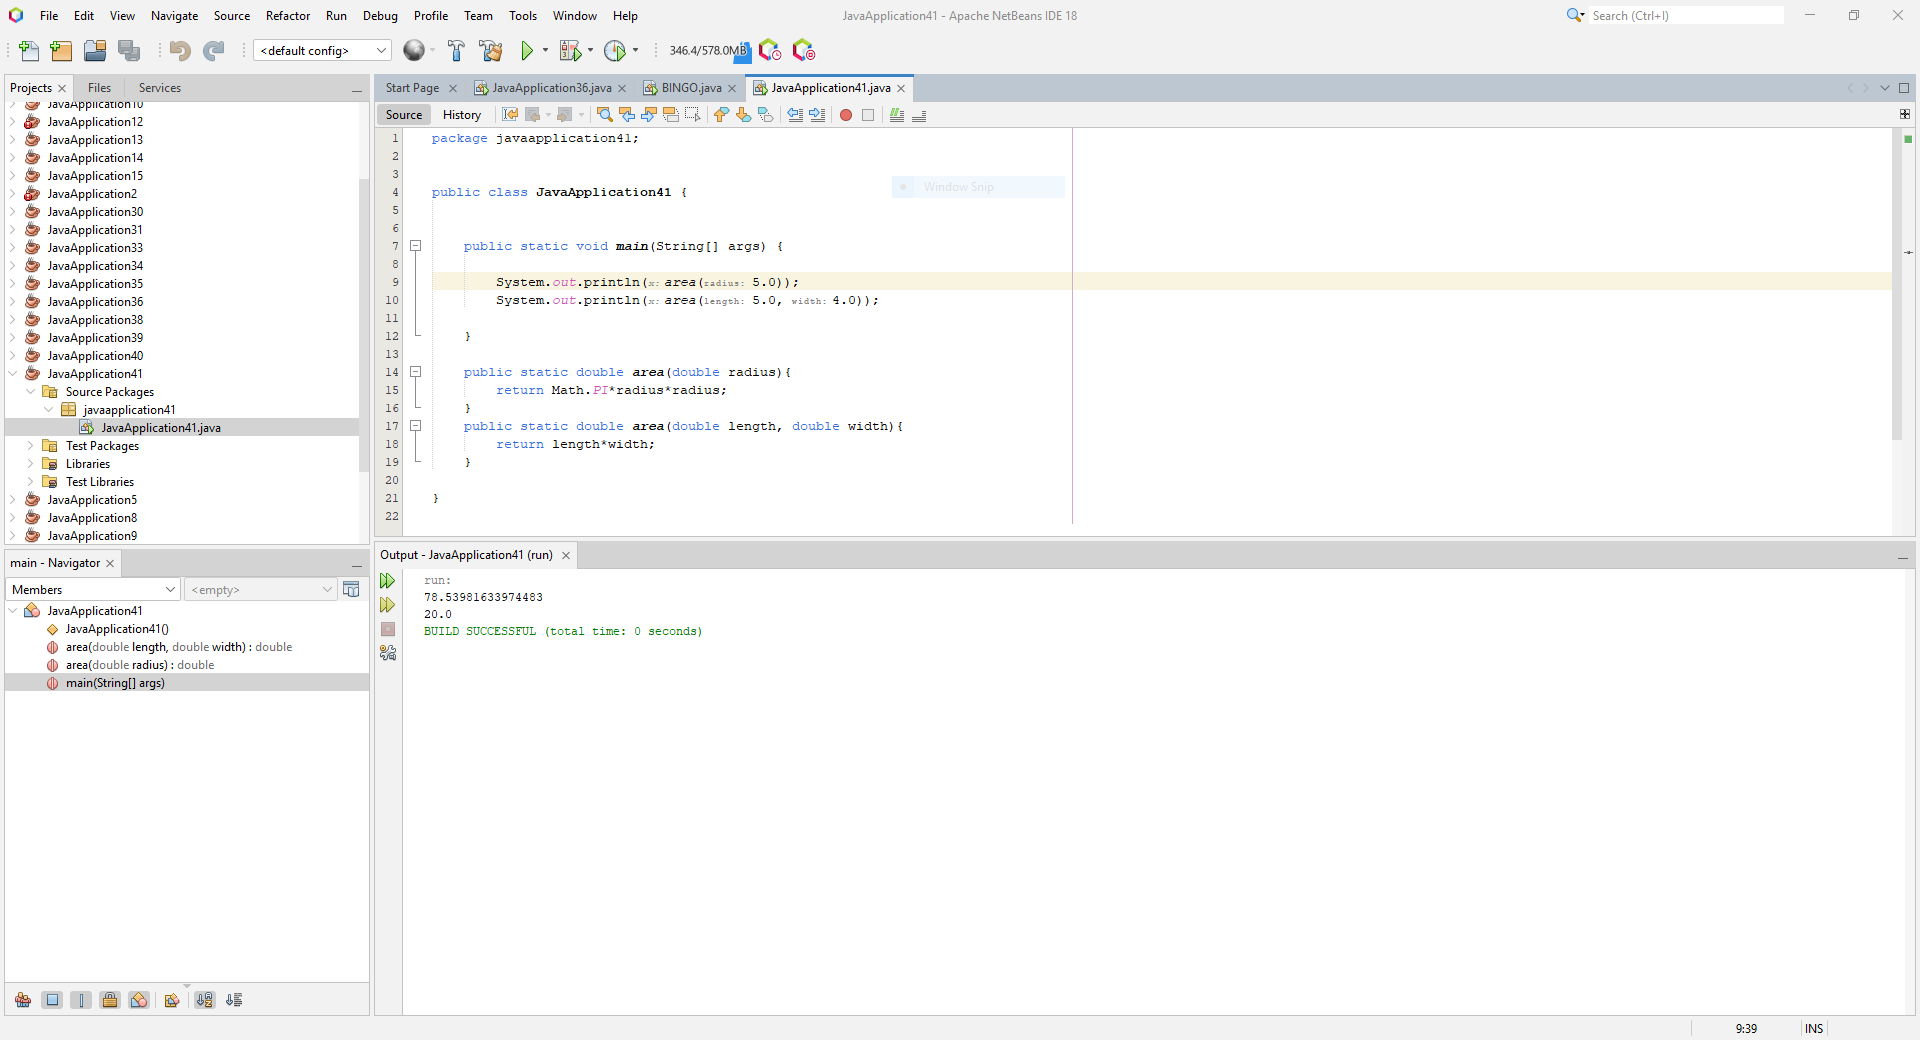 File Edit View Navigate Source Refactor Run Debug Profile Team Tools Window Help
JavaApplication41 - Apache NetBeans IDE 18
Search (Ctrl+I)
<default config>
346.4/578.0MB
Projects Files Services
JavaApplication10
JavaApplication12
JavaApplication13
JavaApplication14
JavaApplication15
JavaApplication2
JavaApplication30
JavaApplication31
JavaApplication33
JavaApplication34
JavaApplication35
JavaApplication36
JavaApplication38
JavaApplication39
JavaApplication40
JavaApplication41
Source Packages
javaapplication41
JavaApplication41.java
Test Packages
Libraries
Test Libraries
JavaApplication5
JavaApplication8
JavaApplication9
main - Navigator
Members
<empty>
JavaApplication41
JavaApplication41()
area(double length, double width) : double
area(double radius) : double
main(String[] args)
Start Page JavaApplication36.java BINGO.java JavaApplication41.java
Source History
1 package javaapplication41;
2
3
4 public class JavaApplication41 {
5
6
7 public static void main(String[] args) {
8
9 System.out.println(x: area(radius: 5.0));
10 System.out.println(x: area(length: 5.0, width: 4.0));
11
12 }
13
14 public static double area(double radius){
15 return Math.PI*radius*radius;
16 }
17 public static double area(double length, double width){
18 return length*width;
19 }
20
21 }
22
Window Snip
Output - JavaApplication41 (run)
run:
78.53981633974483
20.0
BUILD SUCCESSFUL (total time: 0 seconds)
9:39 INS